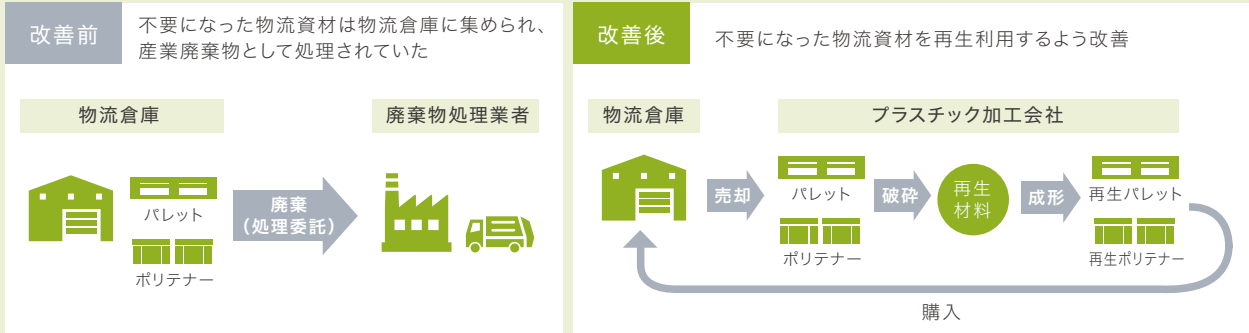 改善前
不要になった物流資材は物流倉庫に集められ、
産業廃棄物として処理されていた
物流倉庫
廃棄物処理業者
パレット
ポリテナー
廃棄
（処理委託）
改善後
不要になった物流資材を再生利用するよう改善
物流倉庫
プラスチック加工会社
売却
パレット
ポリテナー
破砕
再生
材料
成形
再生パレット
再生ポリテナー
購入